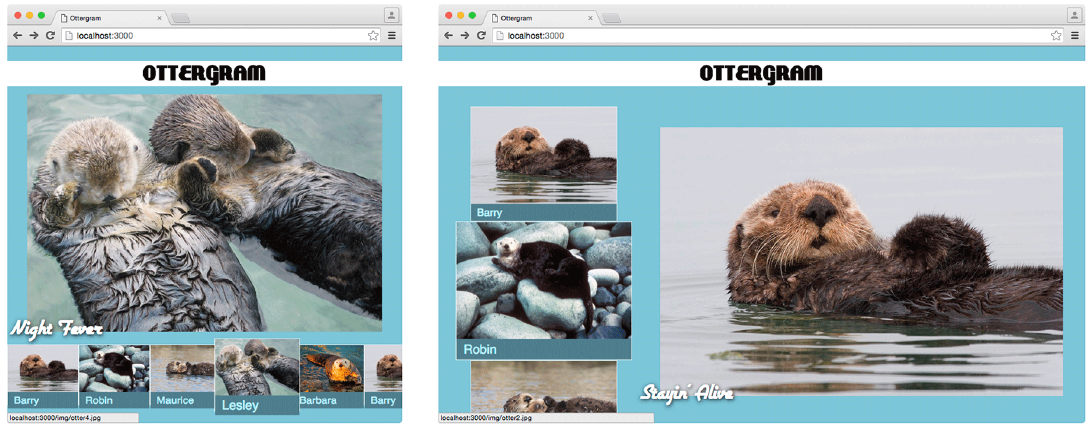 Ottergram
localhost:3000
OTTERGRAM
Night Fever
Barry
Robin
Maurice
Lesley
Barbara
Barry
localhost:3000/img/otter4.jpg
Ottergram
localhost:3000
OTTERGRAM
Barry
Robin
Stayin' Alive
localhost:3000/img/otter2.jpg